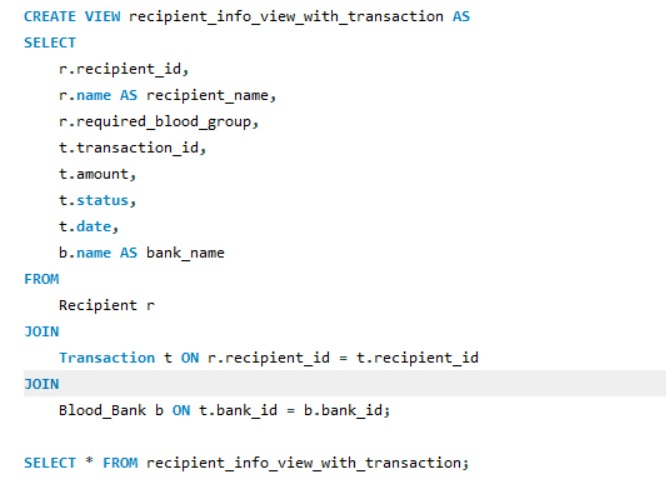 CREATE VIEW recipient_info_view_with_transaction AS
SELECT
    r.recipient_id,
    r.name AS recipient_name,
    r.required_blood_group,
    t.transaction_id,
    t.amount,
    t.status,
    t.date,
    b.name AS bank_name
FROM
    Recipient r
JOIN
    Transaction t ON r.recipient_id = t.recipient_id
JOIN
    Blood_Bank b ON t.bank_id = b.bank_id;

SELECT * FROM recipient_info_view_with_transaction;